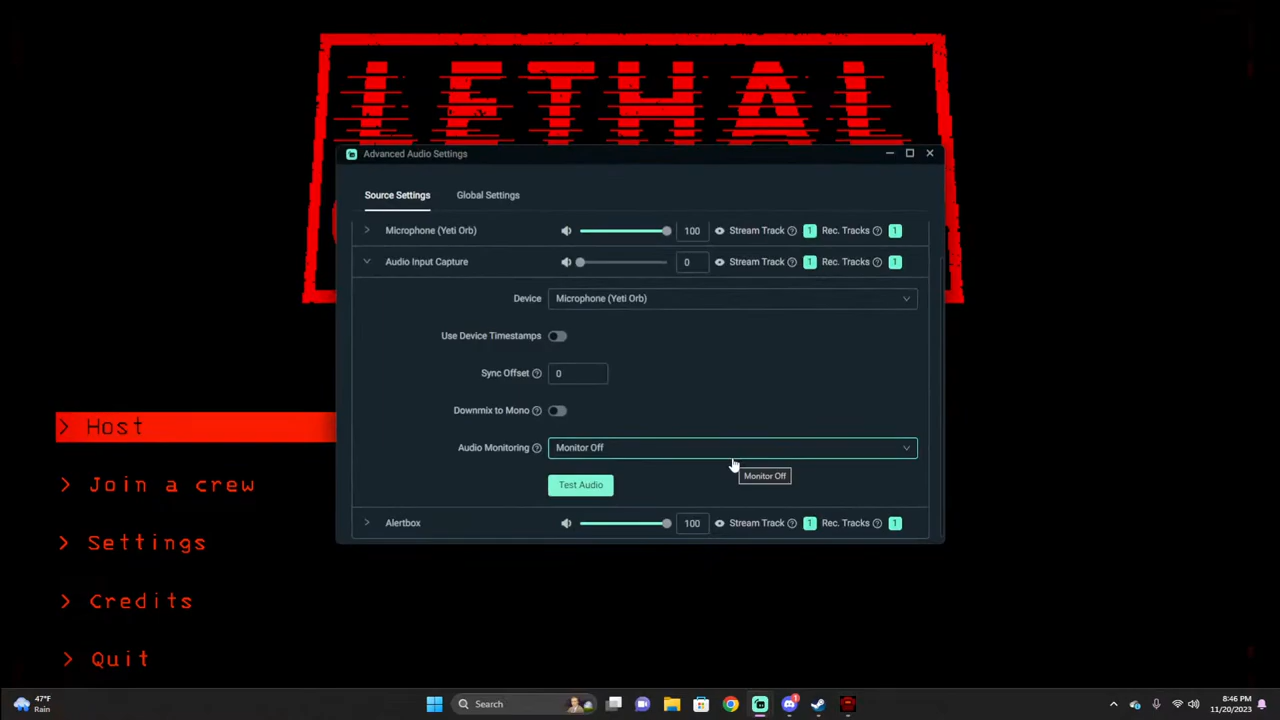 LETHAL
Advanced Audio Settings
Source Settings Global Settings
Microphone (Yeti Orb) 100 Stream Track ? 1 Rec. Tracks ? 1
Audio Input Capture 0 Stream Track ? 1 Rec. Tracks ? 1
Device Microphone (Yeti Orb)
Use Device Timestamps
Sync Offset ? 0
Downmix to Mono ?
Audio Monitoring ? Monitor Off
Monitor Off
Test Audio
Alertbox 100 Stream Track ? 1 Rec. Tracks ? 1
> Host
> Join a crew
> Settings
> Credits
> Quit
47°F
Rain
Search
1
8:46 PM
11/20/2023